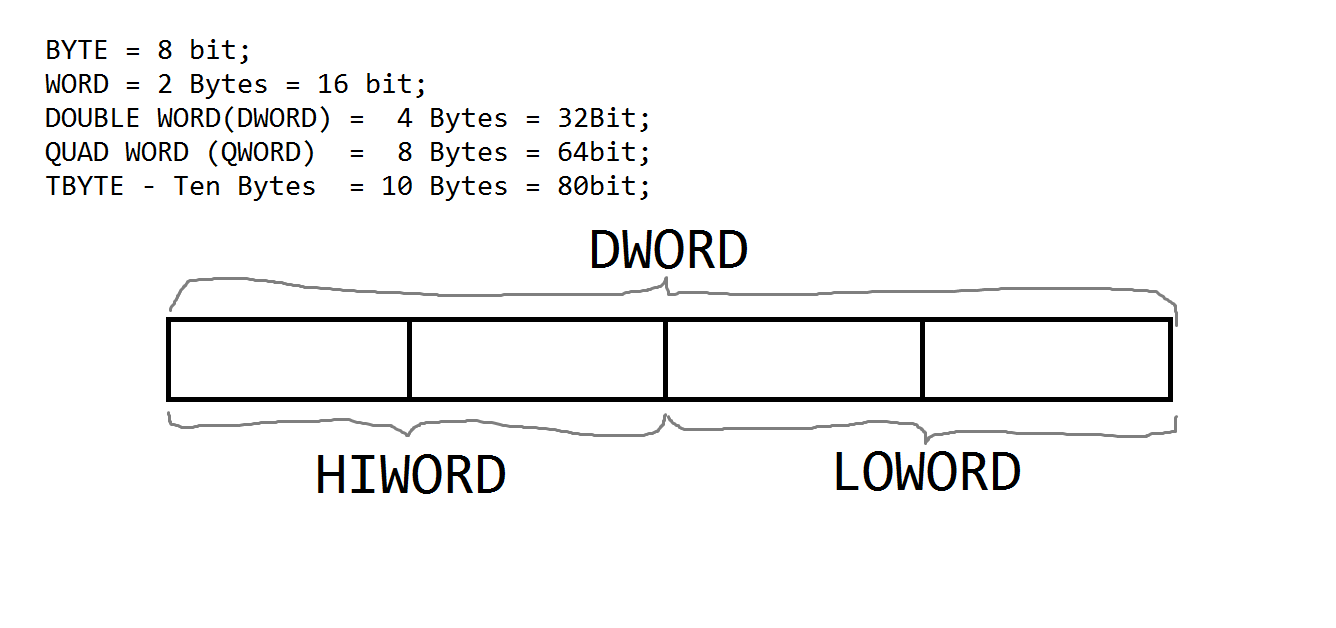 BYTE = 8 bit;
WORD = 2 Bytes = 16 bit;
DOUBLE WORD(DWORD) =  4 Bytes = 32Bit;
QUAD WORD (QWORD)  =  8 Bytes = 64bit;
TBYTE - Ten Bytes  = 10 Bytes = 80bit;
DWORD
HIWORD
LOWORD